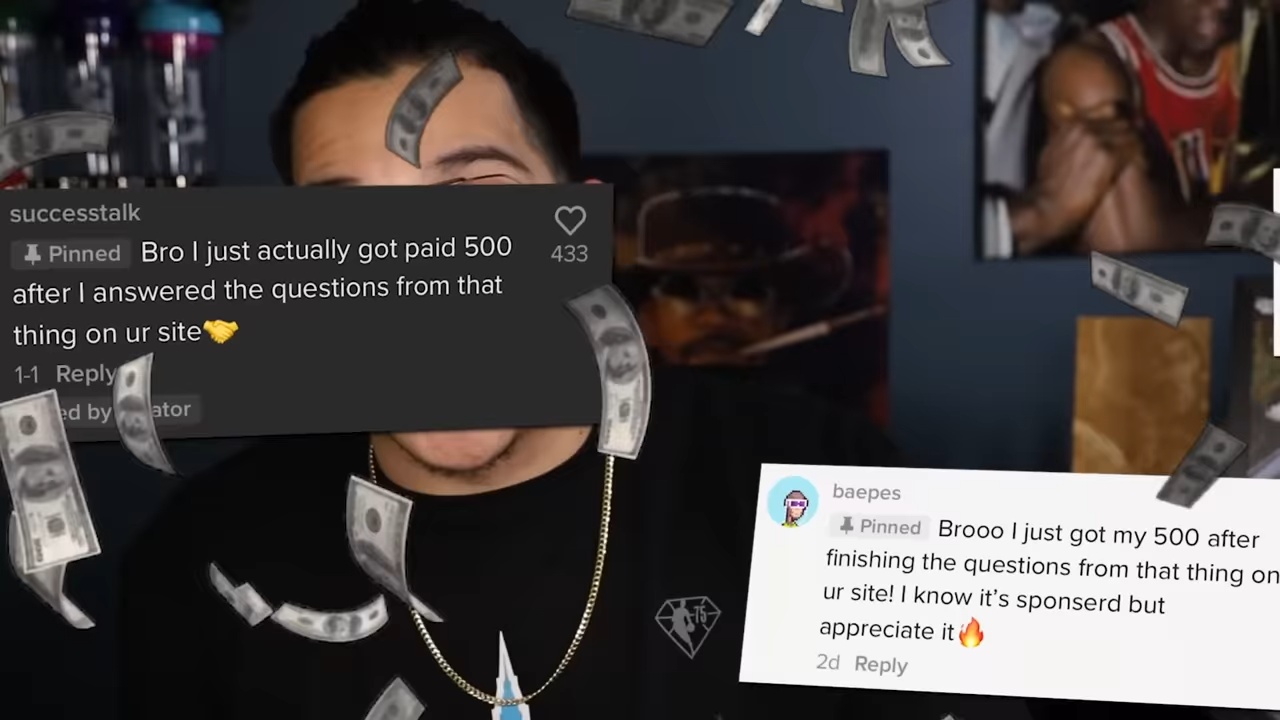 successtalk
Pinned Bro I just actually got paid 500
after I answered the questions from that
thing on ur site🤝
433
1-1 Reply
baepes
Pinned Brooo I just got my 500 after
finishing the questions from that thing on
ur site! I know it’s sponserd but
appreciate it🔥
2d Reply
75